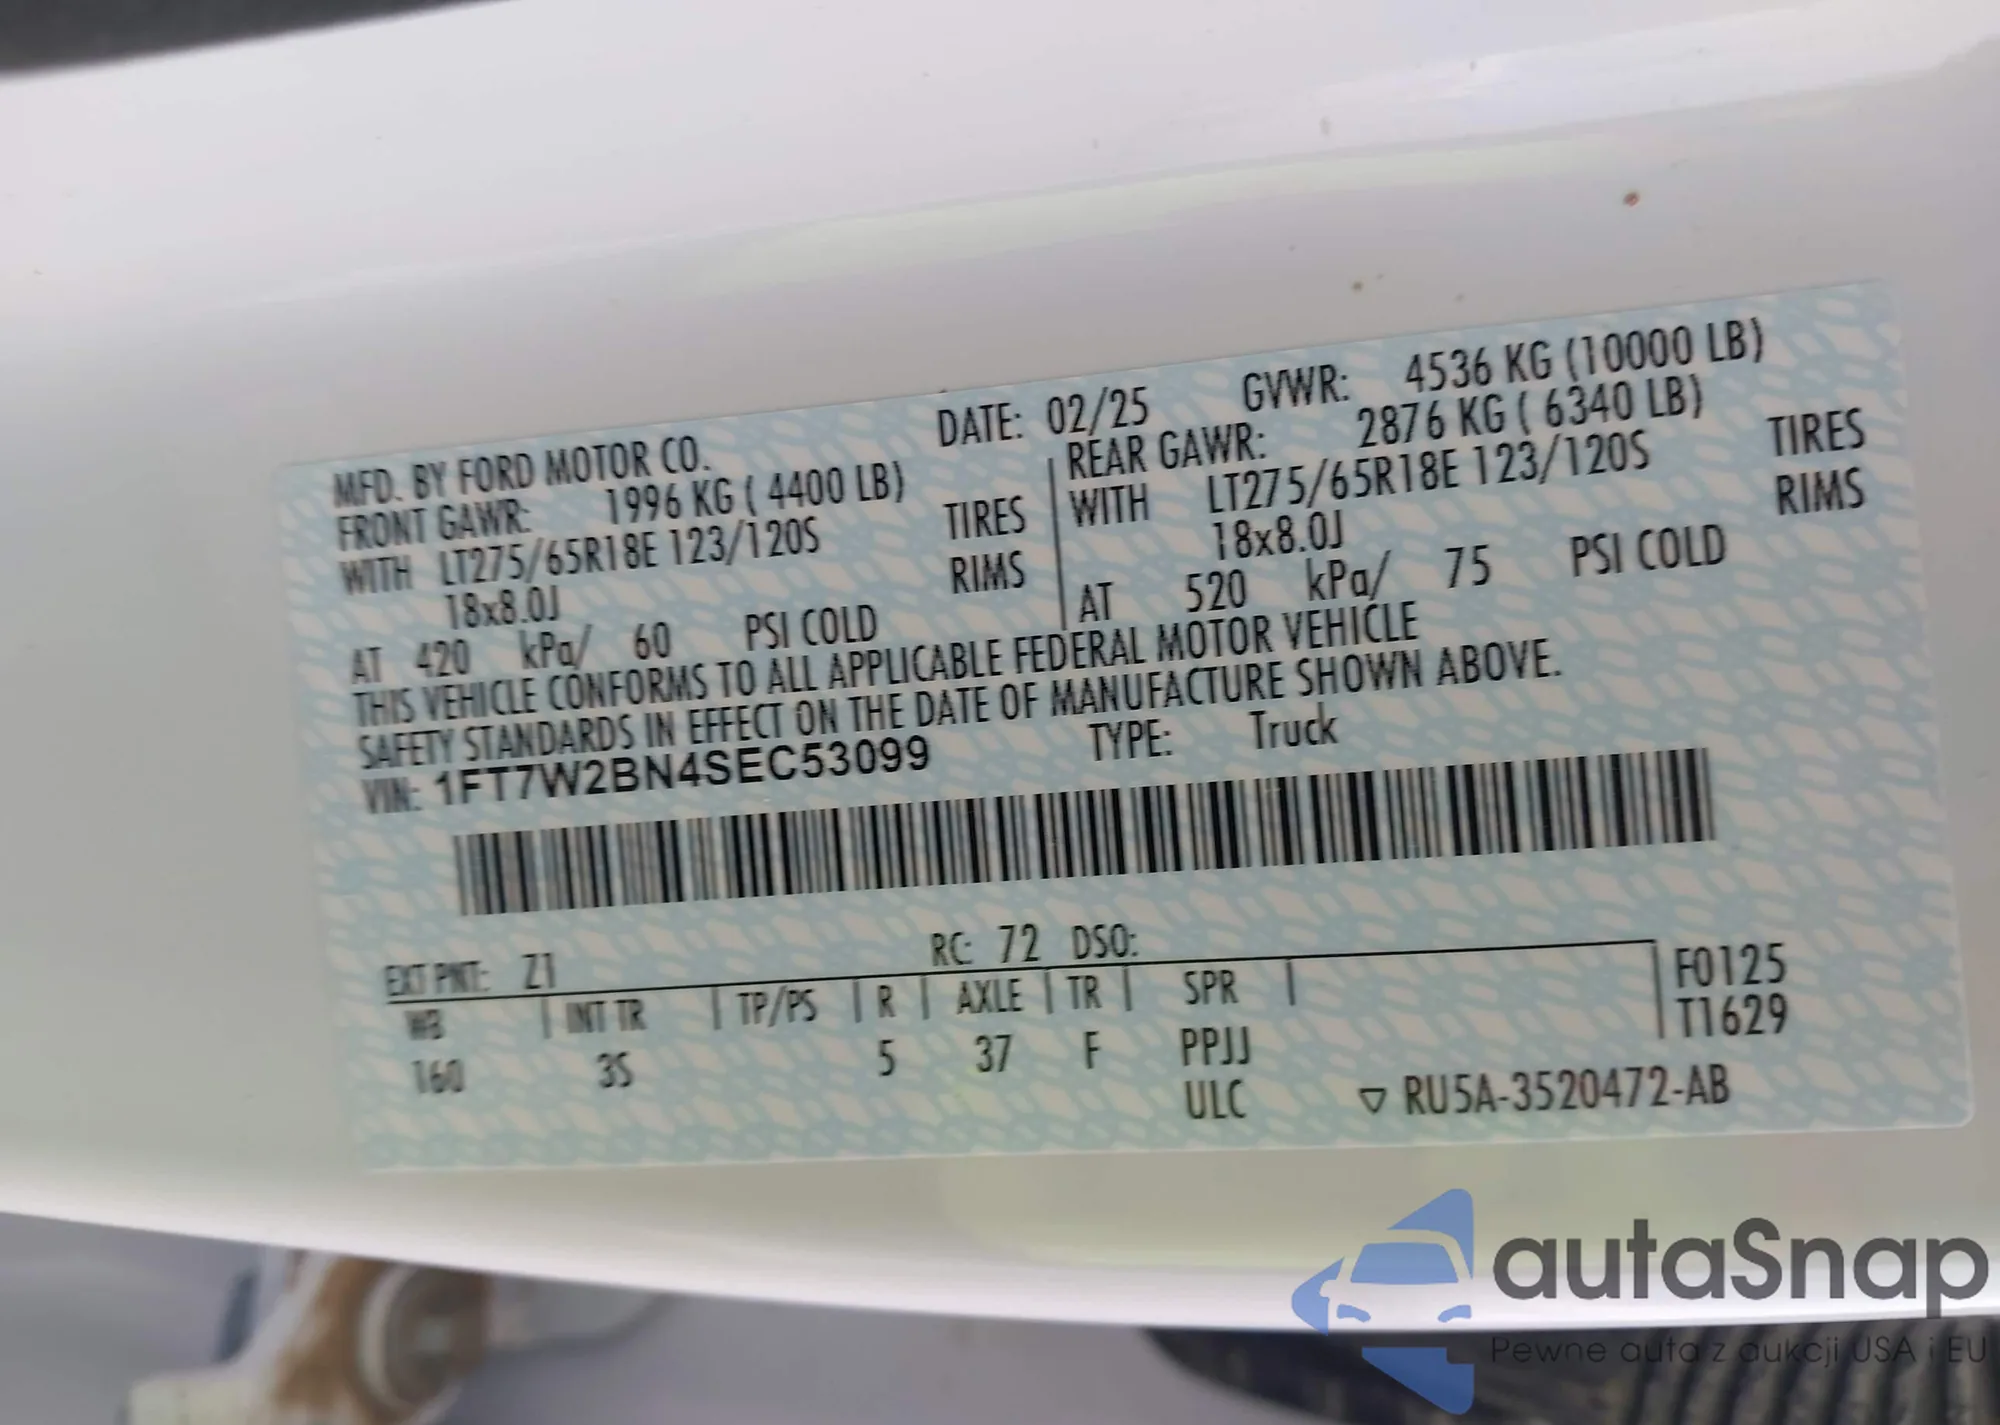 MFD. BY FORD MOTOR CO. DATE: 02/25 GVWR: 4536 KG (10000 LB)
FRONT GAWR: 1996 KG ( 4400 LB) REAR GAWR: 2876 KG ( 6340 LB)
WITH LT275/65R18E 123/120S TIRES WITH LT275/65R18E 123/120S TIRES
18x8.0J RIMS 18x8.0J RIMS
AT 420 kPa/ 60 PSI COLD AT 520 kPa/ 75 PSI COLD
THIS VEHICLE CONFORMS TO ALL APPLICABLE FEDERAL MOTOR VEHICLE
SAFETY STANDARDS IN EFFECT ON THE DATE OF MANUFACTURE SHOWN ABOVE.
VIN: 1FT7W2BN4SEC53099 TYPE: Truck
EXT PNT: Z1 RC: 72 DSO:
WB INT TR TP/PS R AXLE TR SPR F0125
160 3S 5 37 F PPJJ T1629
ULC ▽ RU5A-3520472-AB
autaSnap
Pewne auta z aukcji USA i EU